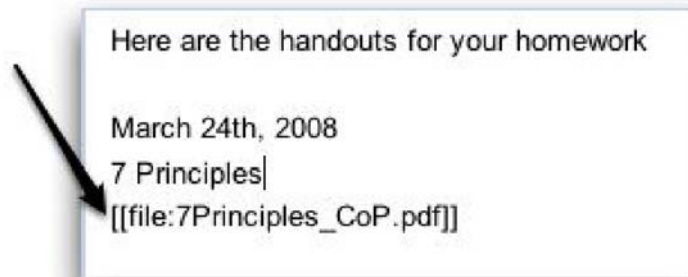 Here are the handouts for your homework
March 24th, 2008
7 Principles
[[file:7Principles_CoP.pdf]]